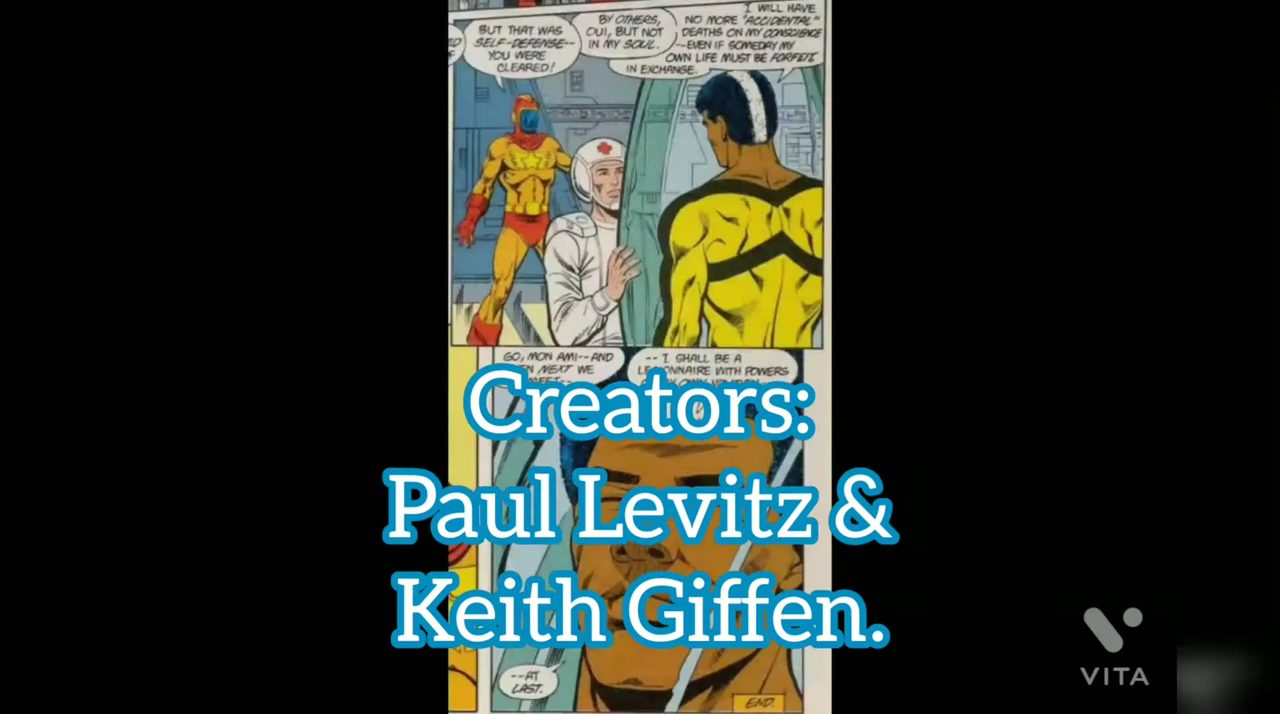 BUT THAT WAS
SELF-DEFENSE--
YOU WERE
CLEARED!
BY OTHERS,
OUI, BUT NOT
IN MY SOUL.
I WILL HAVE
NO MORE "ACCIDENTAL"
DEATHS ON MY CONSCIENCE
--EVEN IF SOMEDAY MY
OWN LIFE MUST BE FORFEIT
IN EXCHANGE.
GO, MON AMI--AND
NEXT WE
-- I SHALL BE A
LEGIONNAIRE WITH POWERS
Creators:
Paul Levitz &
Keith Giffen.
--AT
LAST.
END.
VITA